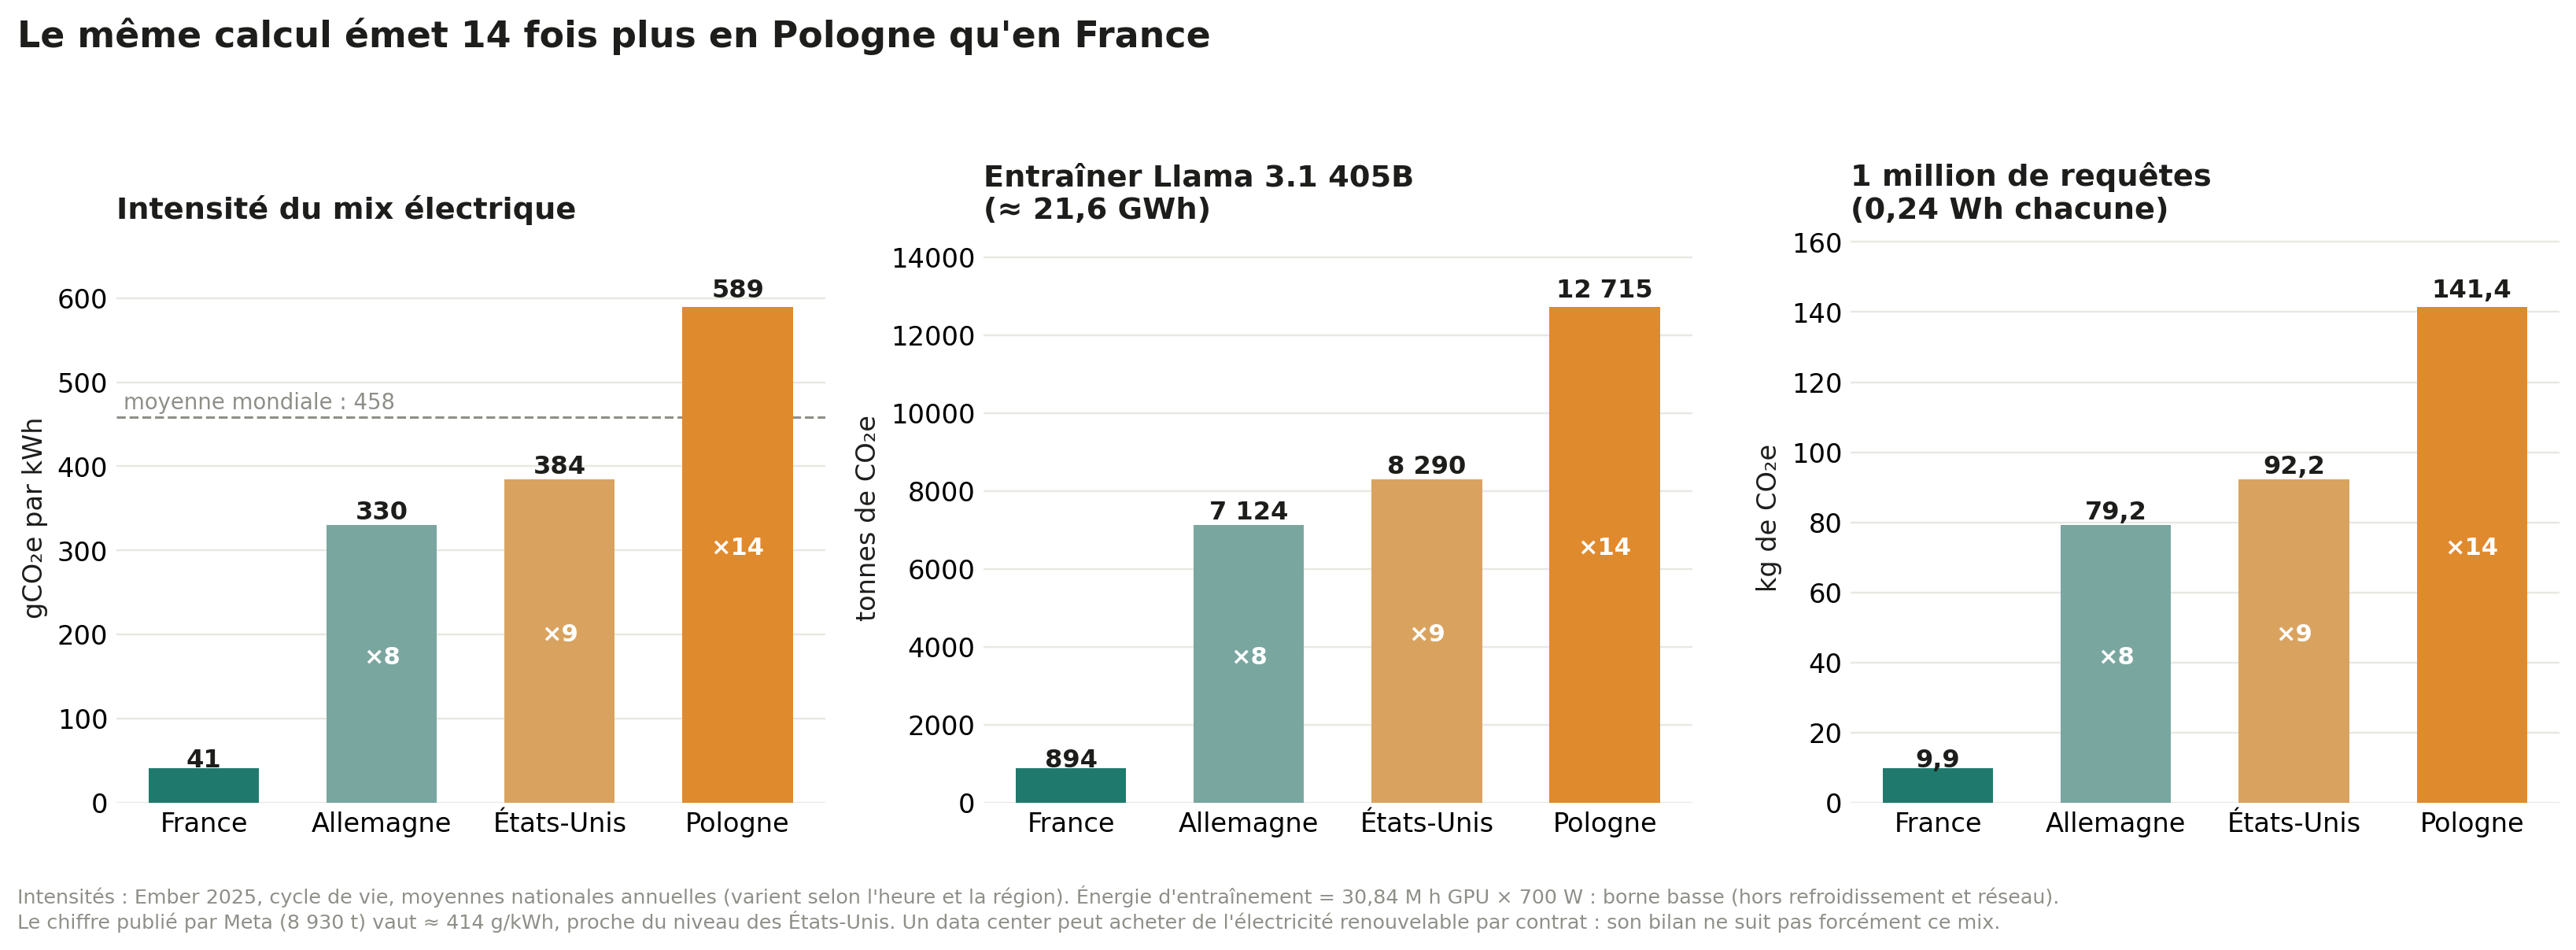 Le même calcul émet 14 fois plus en Pologne qu'en France
Intensité du mix électrique
gCO₂e par kWh
600
500
400
300
200
100
0
moyenne mondiale : 458
41
330
384
589
×8
×9
×14
France
Allemagne
États-Unis
Pologne
Entraîner Llama 3.1 405B
(≈ 21,6 GWh)
tonnes de CO₂e
14000
12000
10000
8000
6000
4000
2000
0
894
7 124
8 290
12 715
×8
×9
×14
France
Allemagne
États-Unis
Pologne
1 million de requêtes
(0,24 Wh chacune)
kg de CO₂e
160
140
120
100
80
60
40
20
0
9,9
79,2
92,2
141,4
×8
×9
×14
France
Allemagne
États-Unis
Pologne
Intensités : Ember 2025, cycle de vie, moyennes nationales annuelles (varient selon l'heure et la région). Énergie d'entraînement = 30,84 M h GPU × 700 W : borne basse (hors refroidissement et réseau).
Le chiffre publié par Meta (8 930 t) vaut ≈ 414 g/kWh, proche du niveau des États-Unis. Un data center peut acheter de l'électricité renouvelable par contrat : son bilan ne suit pas forcément ce mix.